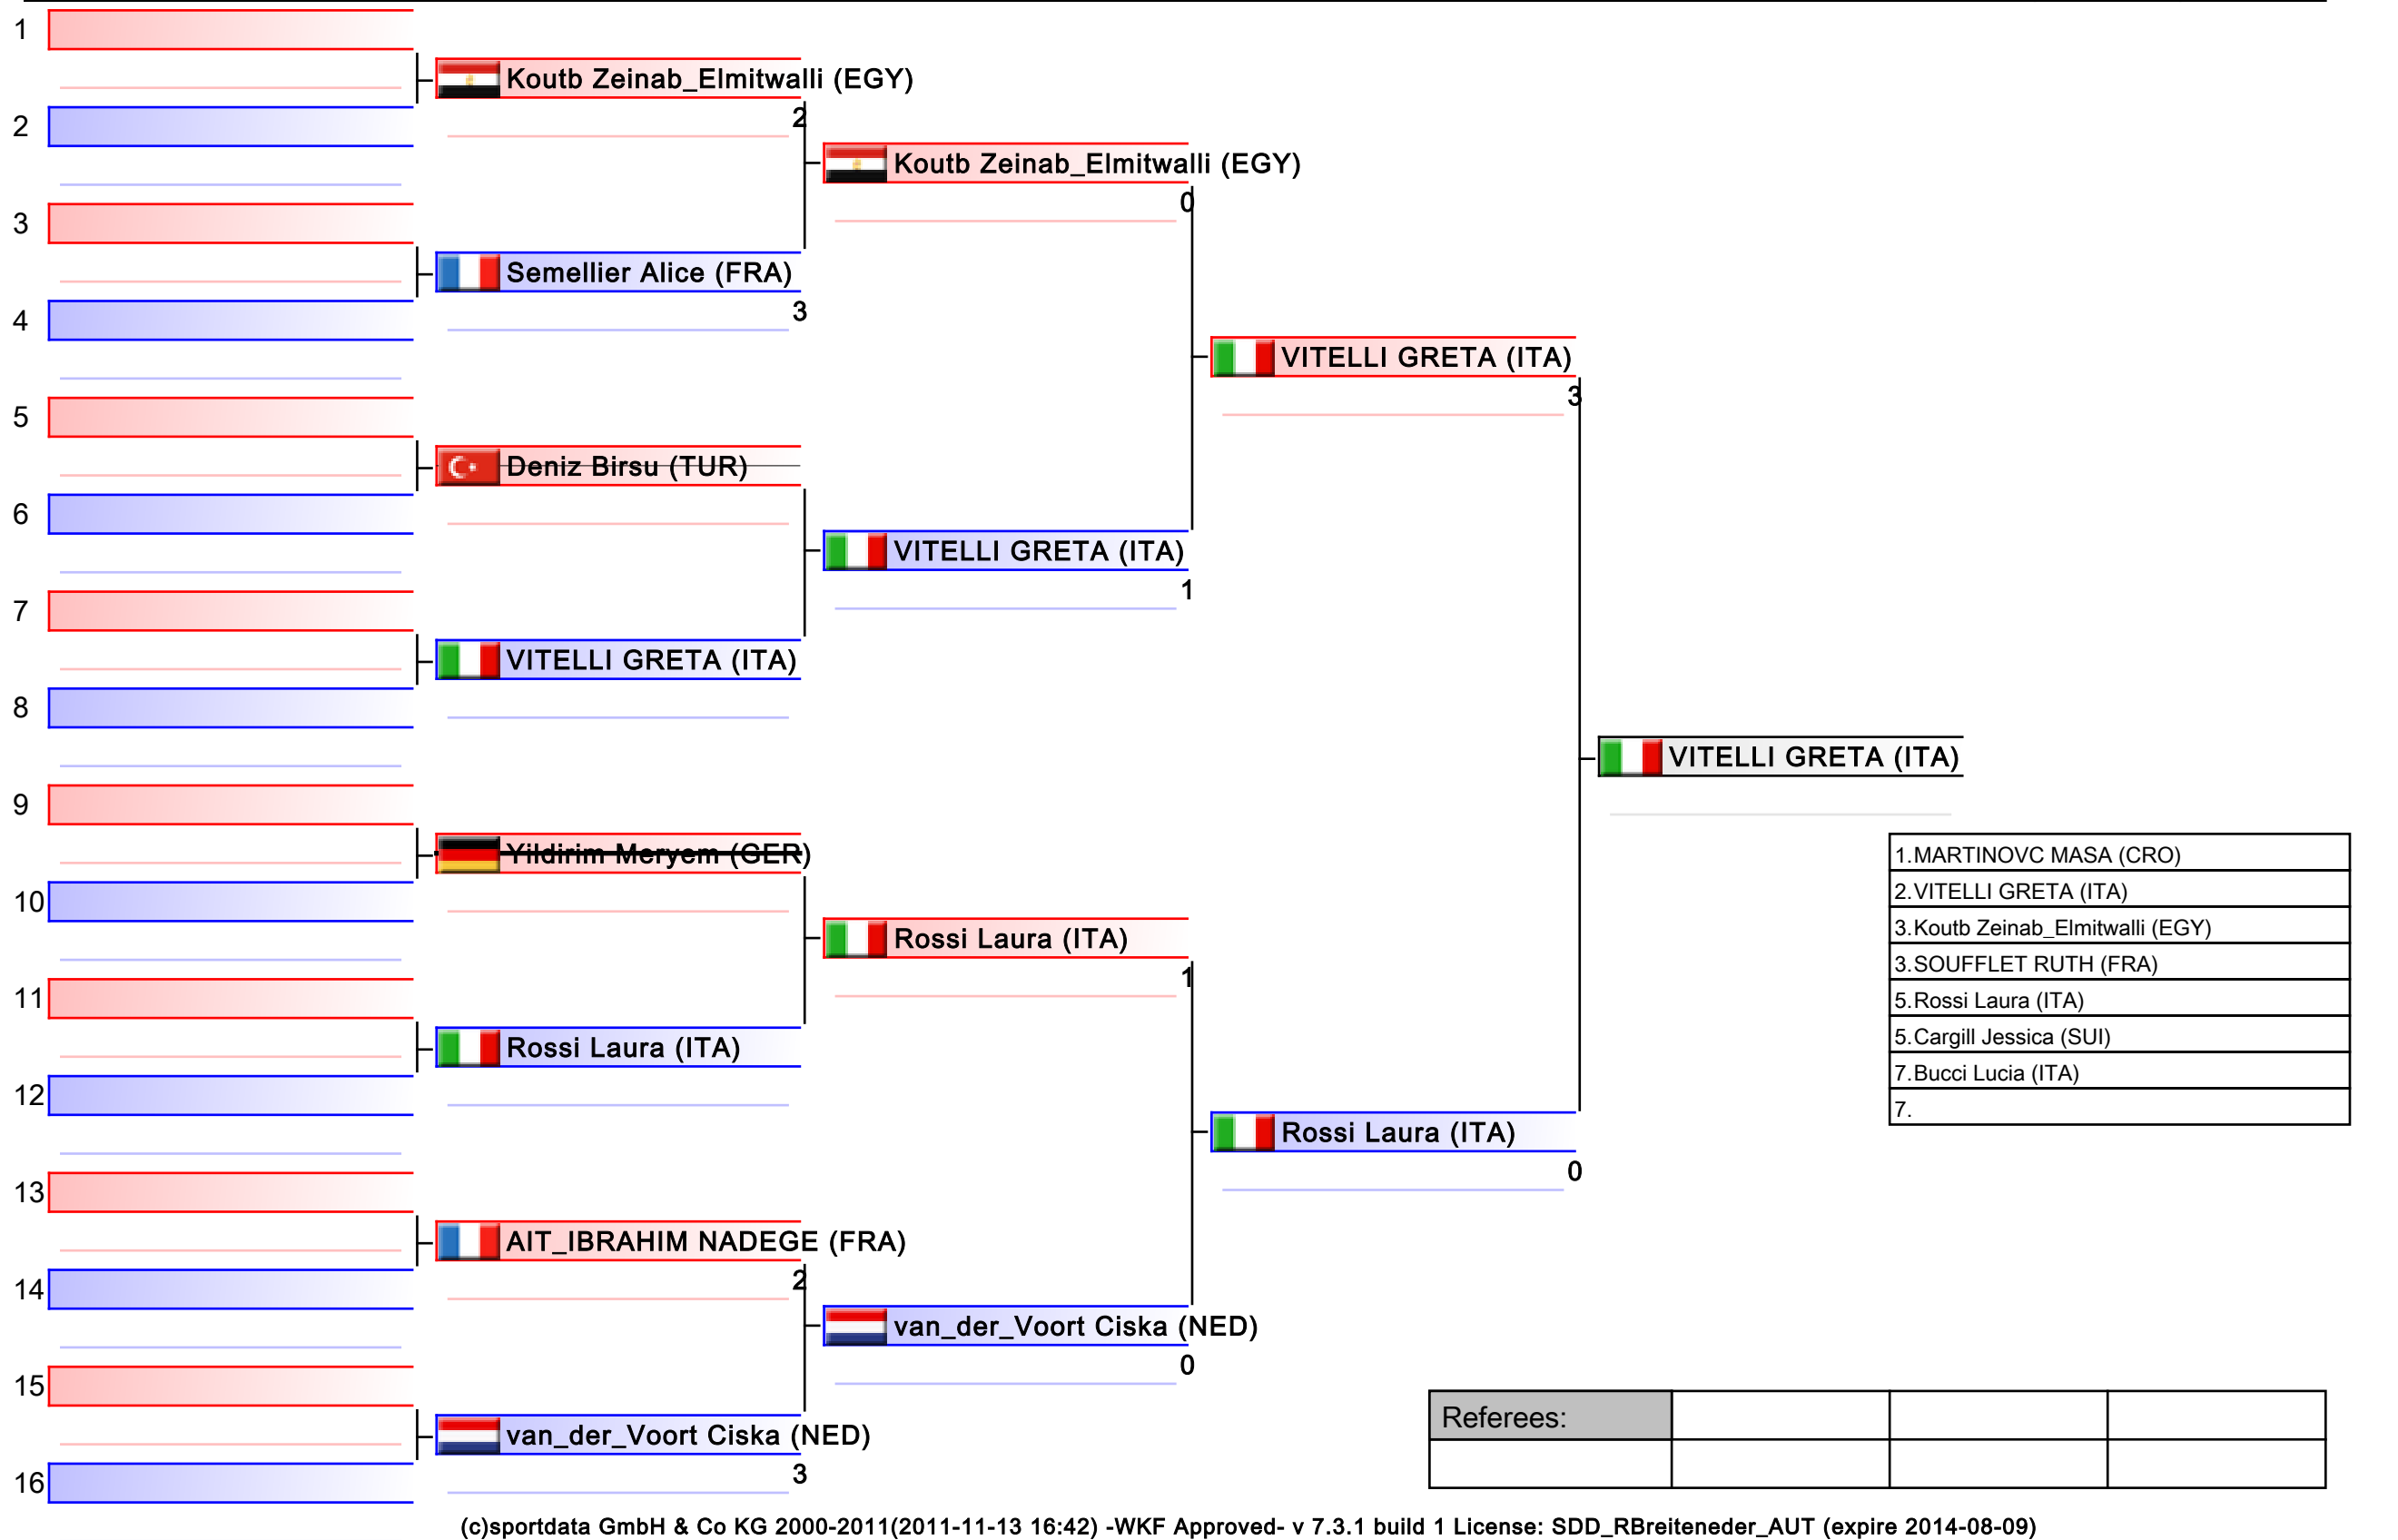 1
Koutb Zeinab_Elmitwalli (EGY)
2
2
Koutb Zeinab_Elmitwalli (EGY)
0
3
Semellier Alice (FRA)
3
4
VITELLI GRETA (ITA)
3
5
Deniz Birsu (TUR)
6
VITELLI GRETA (ITA)
1
7
VITELLI GRETA (ITA)
8
VITELLI GRETA (ITA)
9
Yildirim Meryem (GER)
10
Rossi Laura (ITA)
1
11
Rossi Laura (ITA)
12
Rossi Laura (ITA)
0
13
AIT_IBRAHIM NADEGE (FRA)
2
14
van_der_Voort Ciska (NED)
0
15
van_der_Voort Ciska (NED)
3
16
1.MARTINOVC MASA (CRO)
2.VITELLI GRETA (ITA)
3.Koutb Zeinab_Elmitwalli (EGY)
3.SOUFFLET RUTH (FRA)
5.Rossi Laura (ITA)
5.Cargill Jessica (SUI)
7.Bucci Lucia (ITA)
7.
Referees:
(c)sportdata GmbH & Co KG 2000-2011(2011-11-13 16:42) -WKF Approved- v 7.3.1 build 1 License: SDD_RBreiteneder_AUT (expire 2014-08-09)